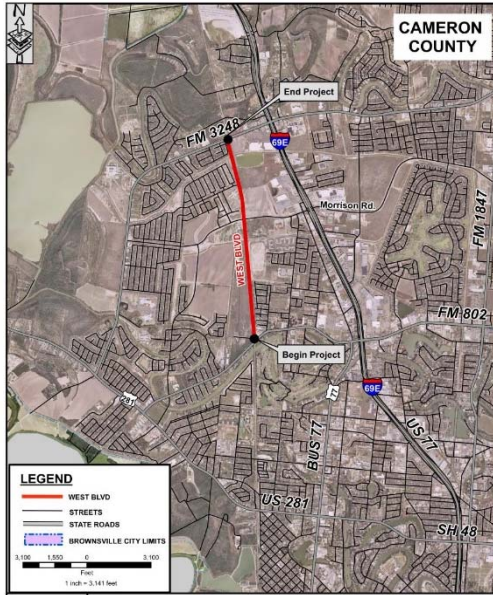 N
CAMERON
COUNTY
End Project
FM 3248
69E
Morrison Rd.
FM 1847
WEST BLVD
FM 802
Begin Project
281
77
69E
BUS 77
US 77
US 281
SH 48
LEGEND
WEST BLVD
STREETS
STATE ROADS
BROWNSVILLE CITY LIMITS
3,100 1,550 0 3,100
Feet
1 inch = 3,141 feet